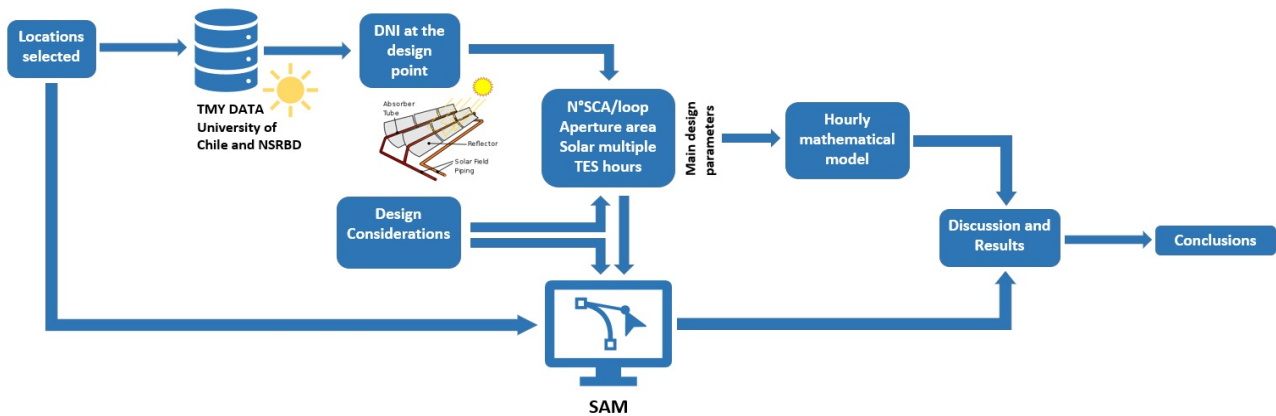 Locations
selected
TMY DATA
University of
Chile and NSRBD
DNI at the
design
point
Absorber
Tube
Reflector
Solar Field
Piping
N°SCA/loop
Aperture area
Solar multiple
TES hours
Main design
parameters
Hourly
mathematical
model
Design
Considerations
Discussion and
Results
Conclusions
SAM